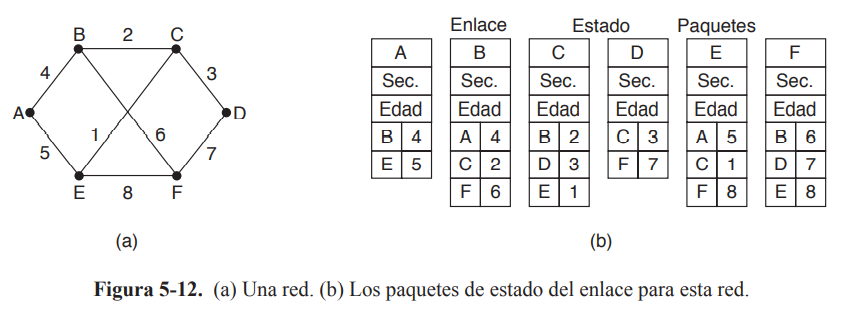 B 2 C
4 3
A D
1 6
5 7
E 8 F
(a)
Enlace Estado Paquetes
A B C D E F
Sec. Sec. Sec. Sec. Sec. Sec.
Edad Edad Edad Edad Edad Edad
B 4 A 4 B 2 C 3 A 5 B 6
E 5 C 2 D 3 F 7 C 1 D 7
F 6 E 1 F 8 E 8
(b)
Figura 5-12. (a) Una red. (b) Los paquetes de estado del enlace para esta red.